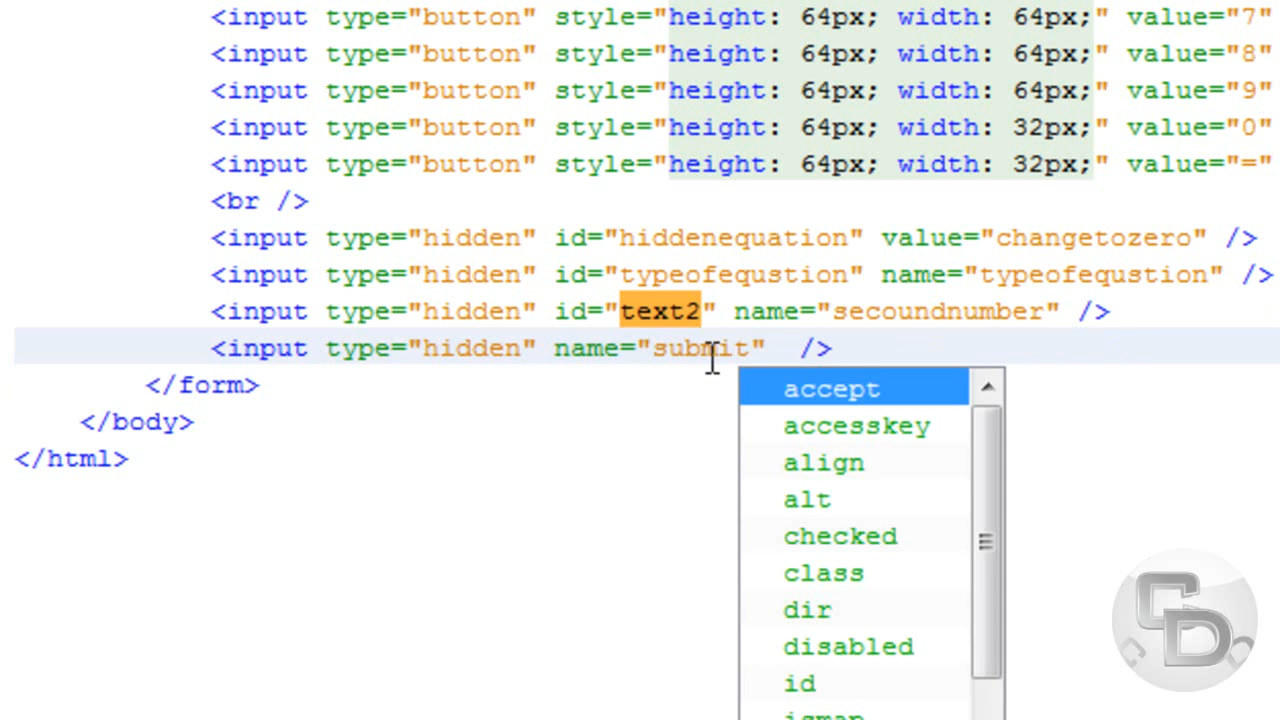 <input type="button" style="height: 64px; width: 64px;" value="7"
<input type="button" style="height: 64px; width: 64px;" value="8"
<input type="button" style="height: 64px; width: 64px;" value="9"
<input type="button" style="height: 64px; width: 32px;" value="0"
<input type="button" style="height: 64px; width: 32px;" value="="
<br />
<input type="hidden" id="hiddenequation" value="changetozero" />
<input type="hidden" id="typeofequstion" name="typeofequstion" />
<input type="hidden" id="text2" name="secoundnumber" />
<input type="hidden" name="submit"  />
</form>
</body>
</html>
accept
accesskey
align
alt
checked
class
dir
disabled
id
ismap
CD